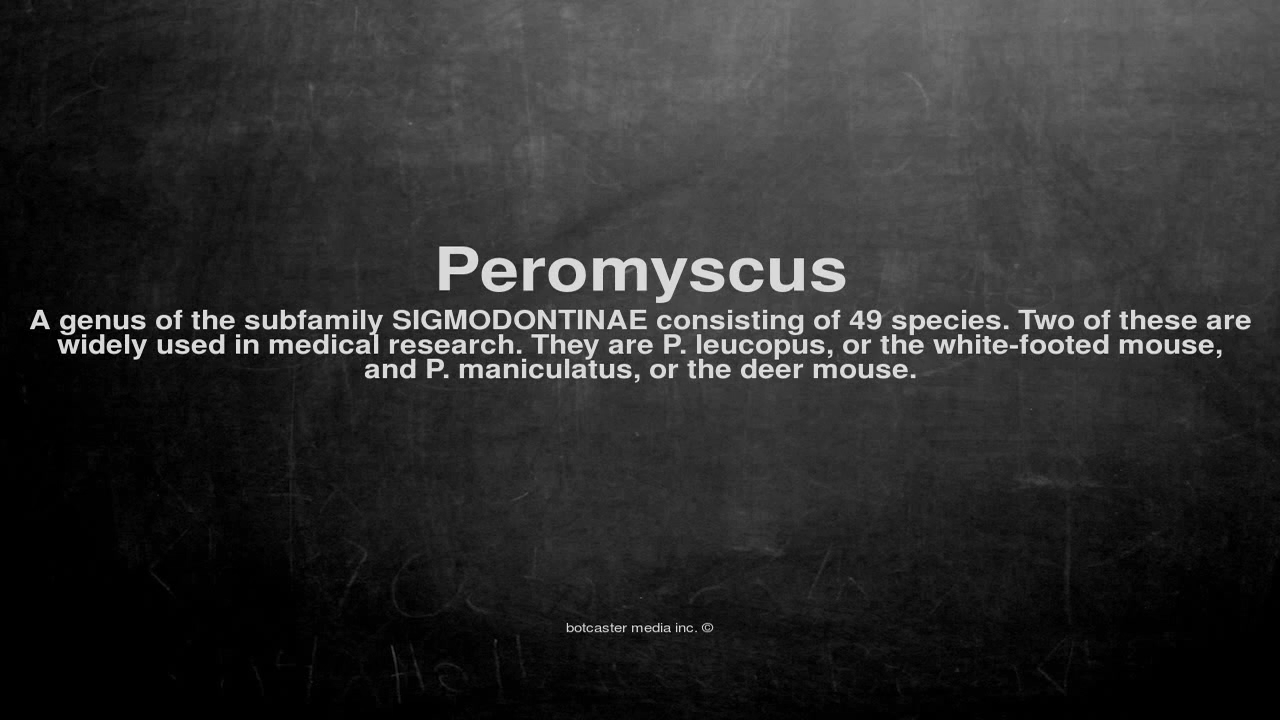 Peromyscus
A genus of the subfamily SIGMODONTINAE consisting of 49 species. Two of these are
widely used in medical research. They are P. leucopus, or the white-footed mouse,
and P. maniculatus, or the deer mouse.
botcaster media inc. ©